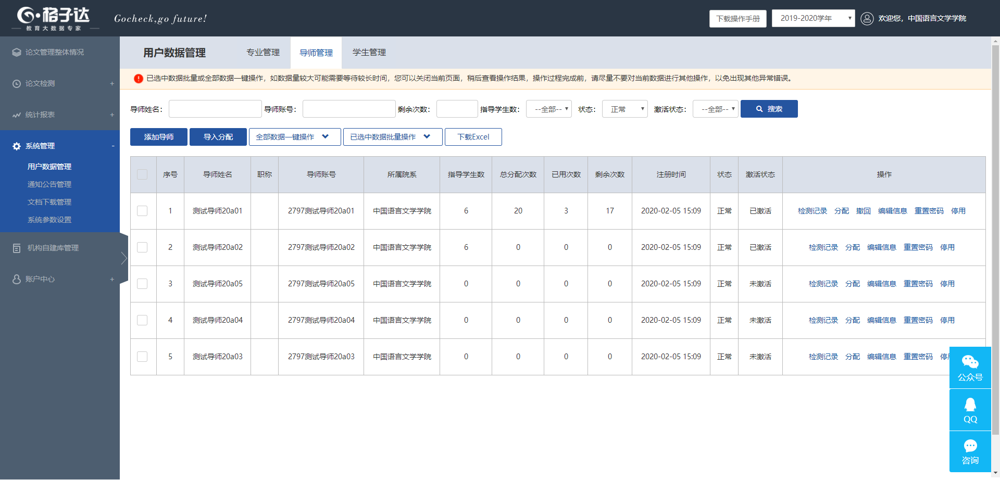 格子达
教育大数据专家
Gocheck,go future!
下载操作手册
2019-2020学年
欢迎您，中国语言文学学院
论文管理整体情况
论文检测 +
统计报表 +
系统管理 -
用户数据管理
通知公告管理
文档下载管理
系统参数设置
机构自建库管理
账户中心 +
用户数据管理 专业管理 导师管理 学生管理
已选中数据批量或全部数据一键操作，如数据量较大可能需要等待较长时间，您可以关闭当前页面，稍后查看操作结果，操作过程完成前，请尽量不要对当前数据进行其他操作，以免出现其他异常错误。
导师姓名： 导师账号： 剩余次数： 指导学生数： --全部-- 状态： 正常 激活状态： --全部-- 搜索
添加导师 导入分配 全部数据一键操作 已选中数据批量操作 下载Excel
序号 导师姓名 职称 导师账号 所属院系 指导学生数 总分配次数 已用次数 剩余次数 注册时间 状态 激活状态 操作
1 测试导师20a01 2797测试导师20a01 中国语言文学学院 6 20 3 17 2020-02-05 15:09 正常 已激活 检测记录 分配 撤回 编辑信息 重置密码 停用
2 测试导师20a02 2797测试导师20a02 中国语言文学学院 6 0 0 0 2020-02-05 15:09 正常 已激活 检测记录 分配 编辑信息 重置密码 停用
3 测试导师20a05 2797测试导师20a05 中国语言文学学院 0 0 0 0 2020-02-05 15:09 正常 未激活 检测记录 分配 编辑信息 重置密码 停用
4 测试导师20a04 2797测试导师20a04 中国语言文学学院 0 0 0 0 2020-02-05 15:09 正常 未激活 检测记录 分配 编辑信息 重置密码 停用
5 测试导师20a03 2797测试导师20a03 中国语言文学学院 0 0 0 0 2020-02-05 15:09 正常 未激活 检测记录 分配 编辑信息 重置密码 停用
公众号
QQ
咨询